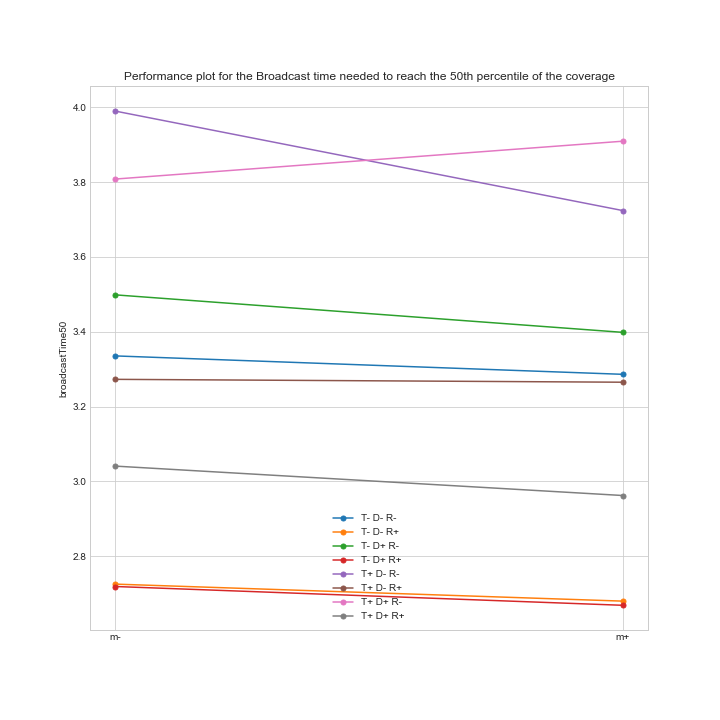 Performance plot for the Broadcast time needed to reach the 50th percentile of the coverage
4.0
3.8
3.6
3.4
3.2
3.0
2.8
broadcastTime50
T- D- R-
T- D- R+
T- D+ R-
T- D+ R+
T+ D- R-
T+ D- R+
T+ D+ R-
T+ D+ R+
m-
m+